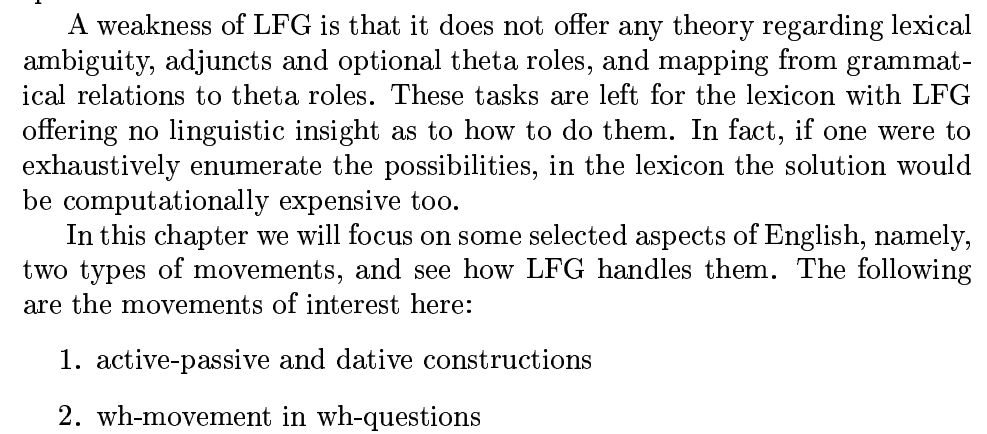 A weakness of LFG is that it does not offer any theory regarding lexical
ambiguity, adjuncts and optional theta roles, and mapping from grammat-
ical relations to theta roles. These tasks are left for the lexicon with LFG
offering no linguistic insight as to how to do them. In fact, if one were to
exhaustively enumerate the possibilities, in the lexicon the solution would
be computationally expensive too.
In this chapter we will focus on some selected aspects of English, namely,
two types of movements, and see how LFG handles them. The following
are the movements of interest here:
1. active-passive and dative constructions
2. wh-movement in wh-questions